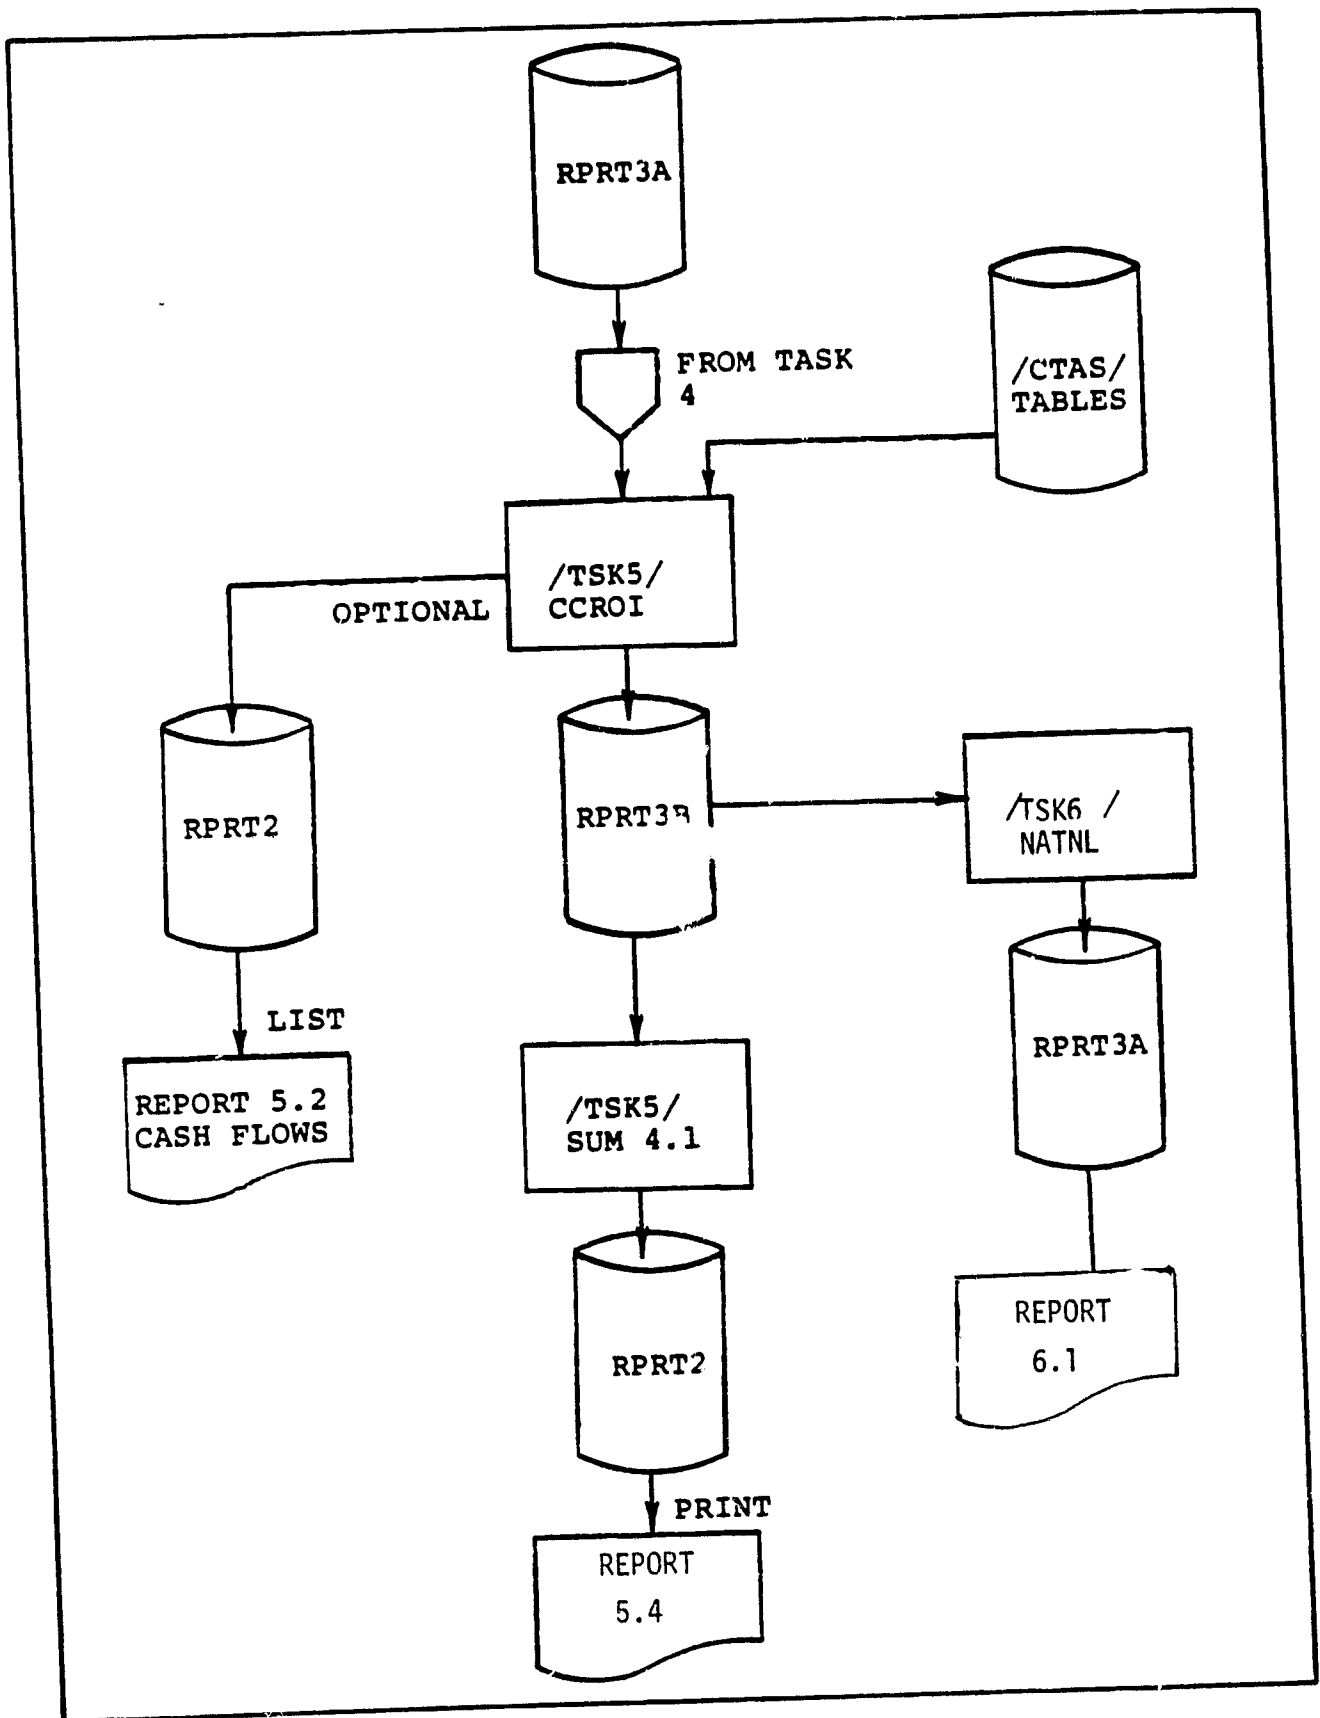 RPRT3A
FROM TASK
4
/CTAS/
TABLES
/TSK5/
CCROI
OPTIONAL
RPRT2
RPRT3B
/TSK6 /
NATNL
LIST
RPRT3A
REPORT 5.2
CASH FLOWS
/TSK5/
SUM 4.1
REPORT
6.1
RPRT2
PRINT
REPORT
5.4